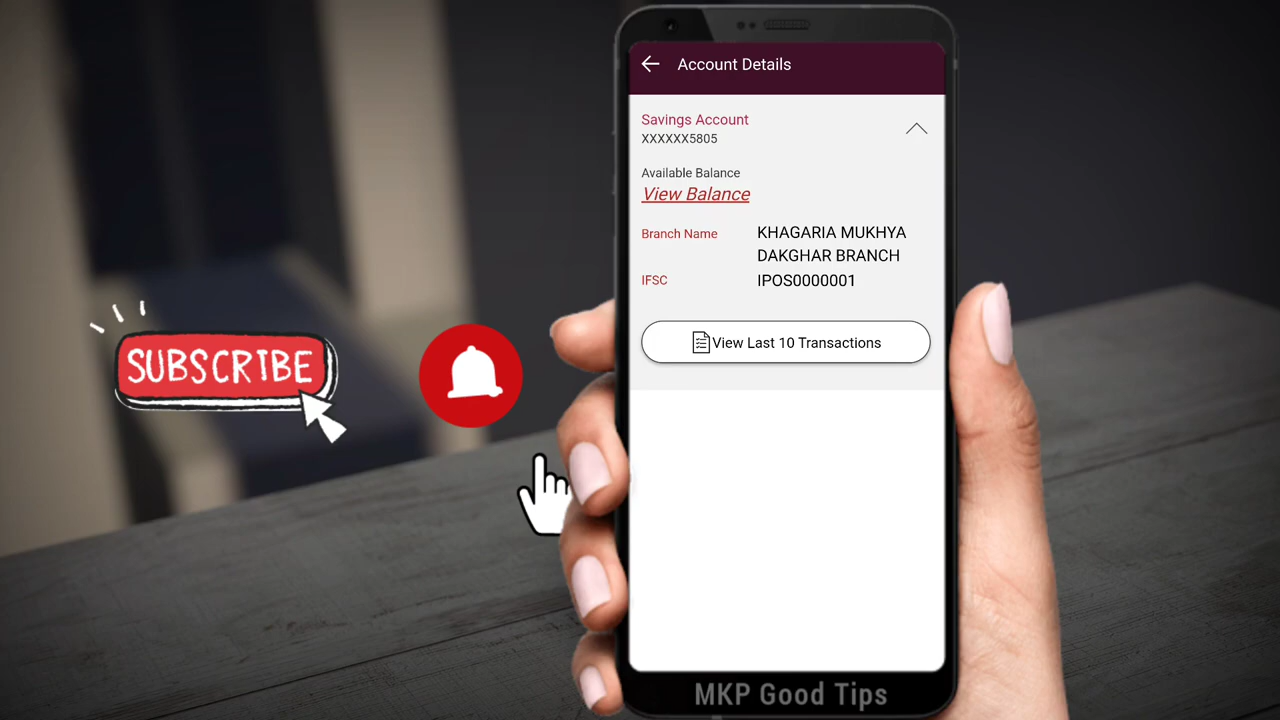 Account Details
Savings Account
XXXXXX5805
Available Balance
View Balance
Branch Name KHAGARIA MUKHYA
DAKGHAR BRANCH
IFSC IPOS0000001
View Last 10 Transactions
SUBSCRIBE
MKP Good Tips